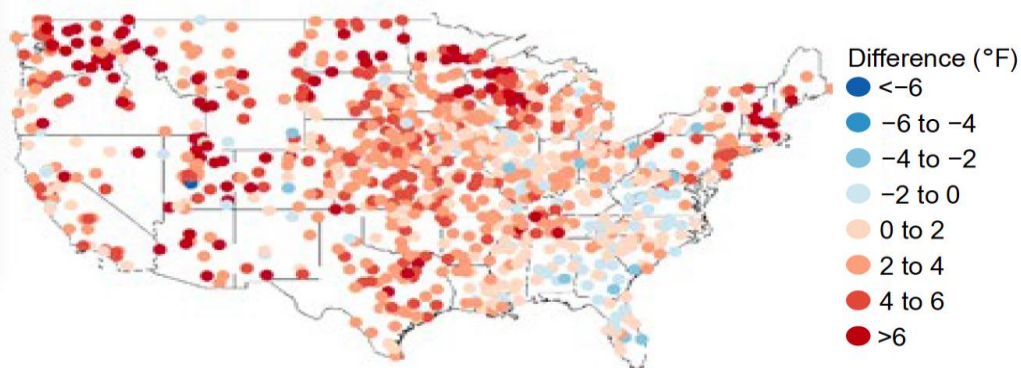 Difference (°F)
<−6
−6 to −4
−4 to −2
−2 to 0
0 to 2
2 to 4
4 to 6
>6